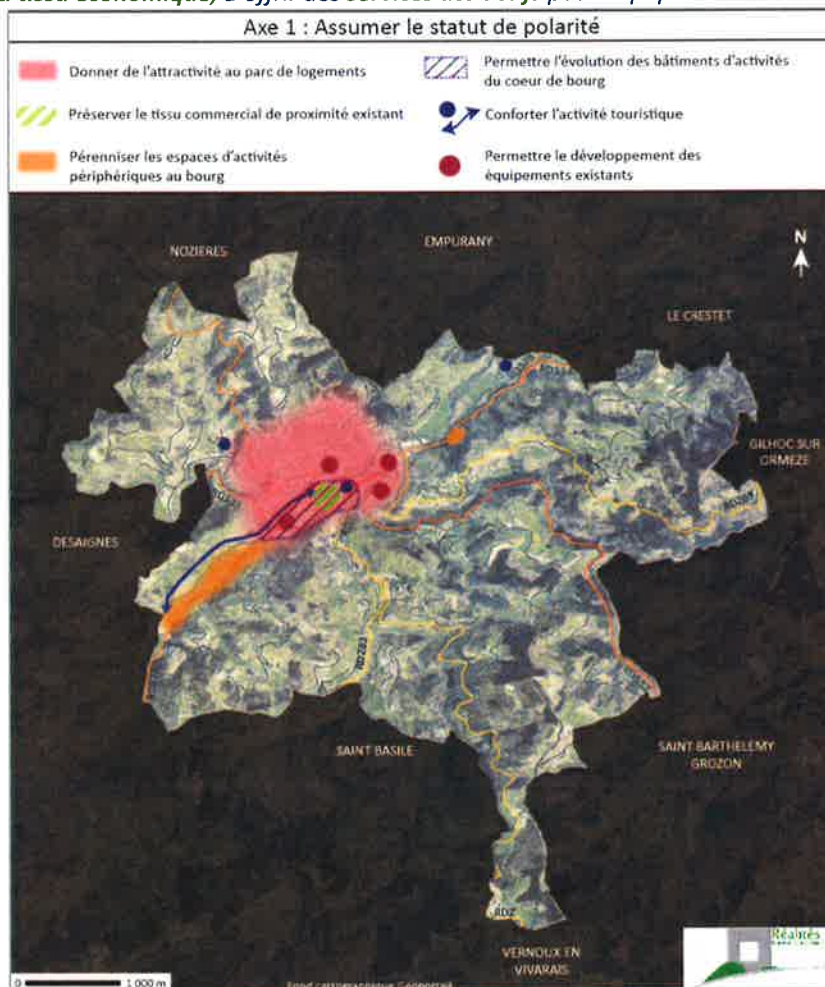 tissu économique,
Axe 1 : Assumer le statut de polarité
Donner de l'attractivité au parc de logements
Permettre l'évolution des bâtiments d'activités
du coeur de bourg
Préserver le tissu commercial de proximité existant
Conforter l'activité touristique
Pérenniser les espaces d'activités
périphériques au bourg
Permettre le développement des
équipements existants
NOZIERES
EMPURANY
N
LE CRESTET
GILHOC SUR
ORMEZE
DESAIGNES
SAINT BASILE
SAINT BARTHELEMY
GROZON
VERNOUX EN
VIVARAIS
Réalités
0 1 000 m